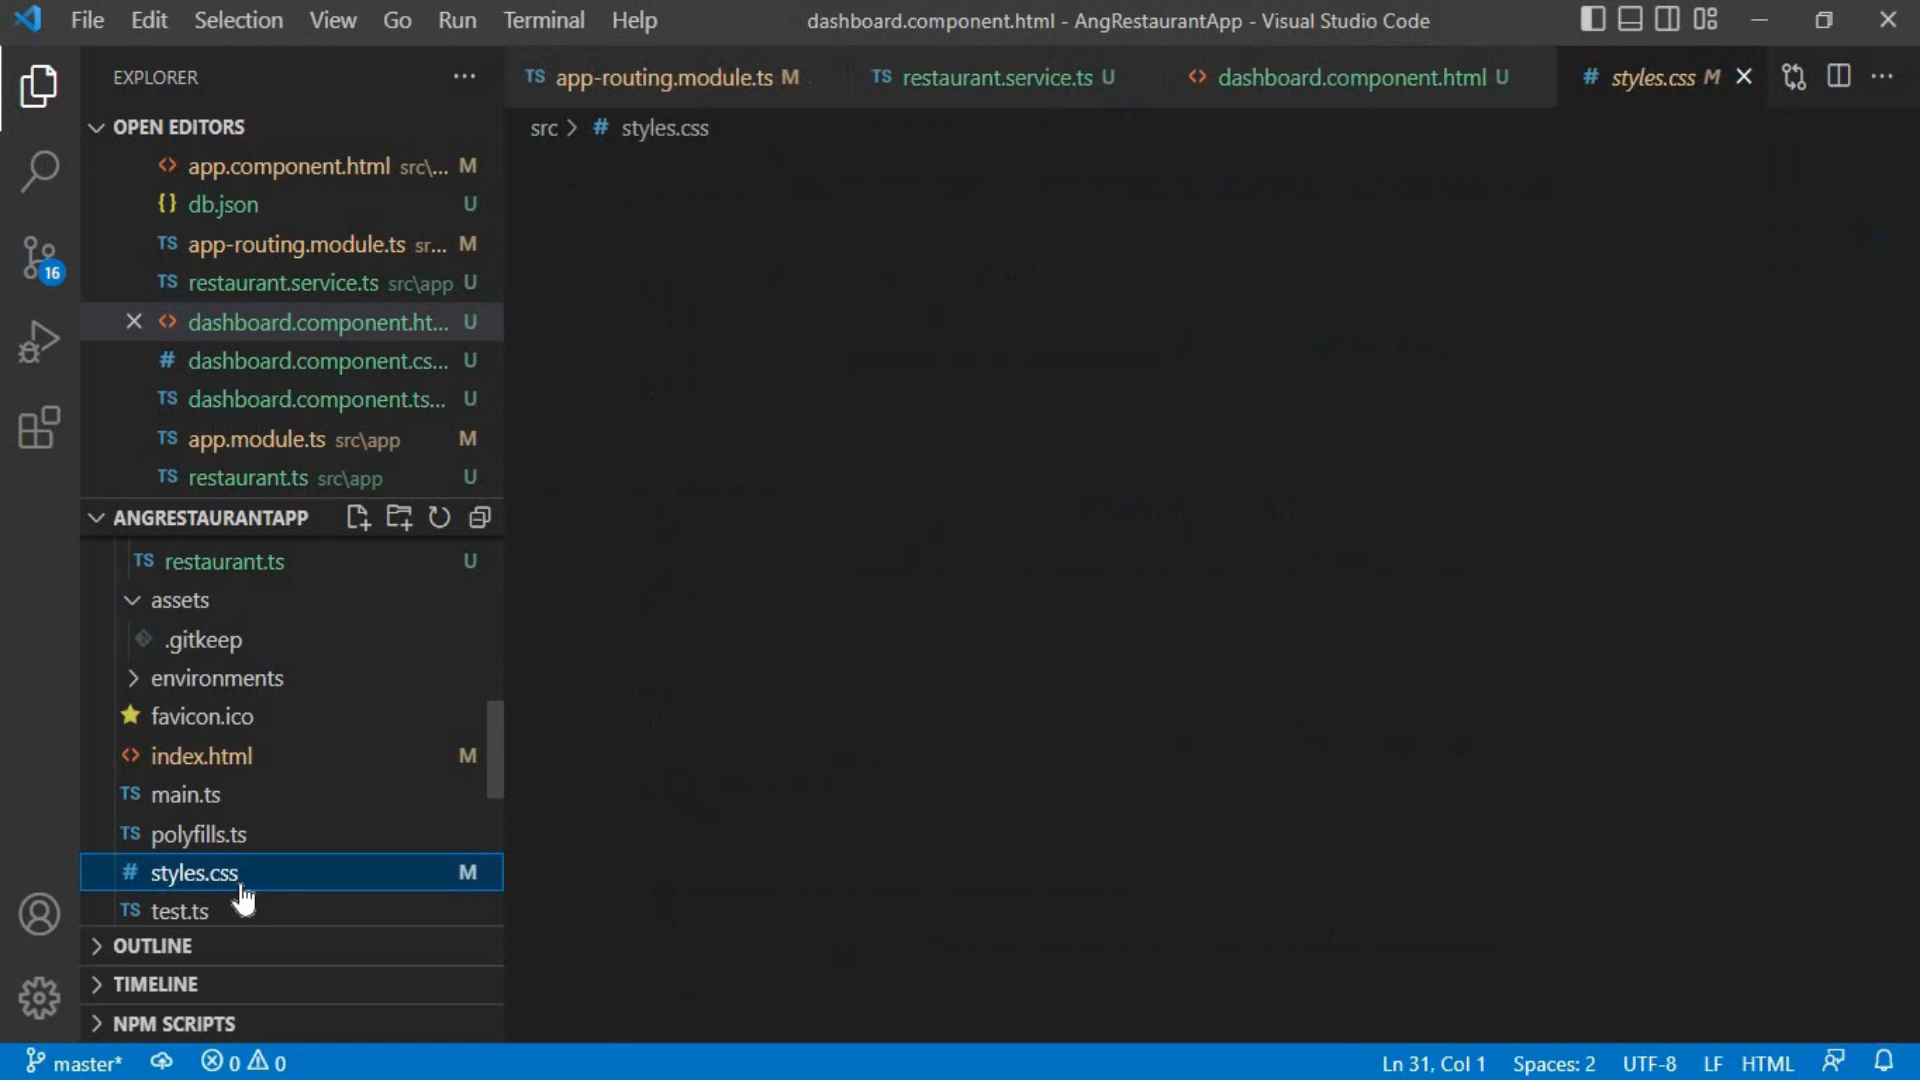 File Edit Selection View Go Run Terminal Help dashboard.component.html - AngRestaurantApp - Visual Studio Code
EXPLORER
TS app-routing.module.ts M TS restaurant.service.ts U <> dashboard.component.html U # styles.css M
OPEN EDITORS
src > # styles.css
<> app.component.html src\... M
{} db.json U
TS app-routing.module.ts sr... M
TS restaurant.service.ts src\app U
<> dashboard.component.ht... U
# dashboard.component.cs... U
TS dashboard.component.ts... U
TS app.module.ts src\app M
TS restaurant.ts src\app U
ANGRESTAURANTAPP
TS restaurant.ts U
assets
.gitkeep
environments
favicon.ico
<> index.html M
TS main.ts
TS polyfills.ts
# styles.css M
TS test.ts
OUTLINE
TIMELINE
NPM SCRIPTS
16
master* 0 0 Ln 31, Col 1 Spaces: 2 UTF-8 LF HTML